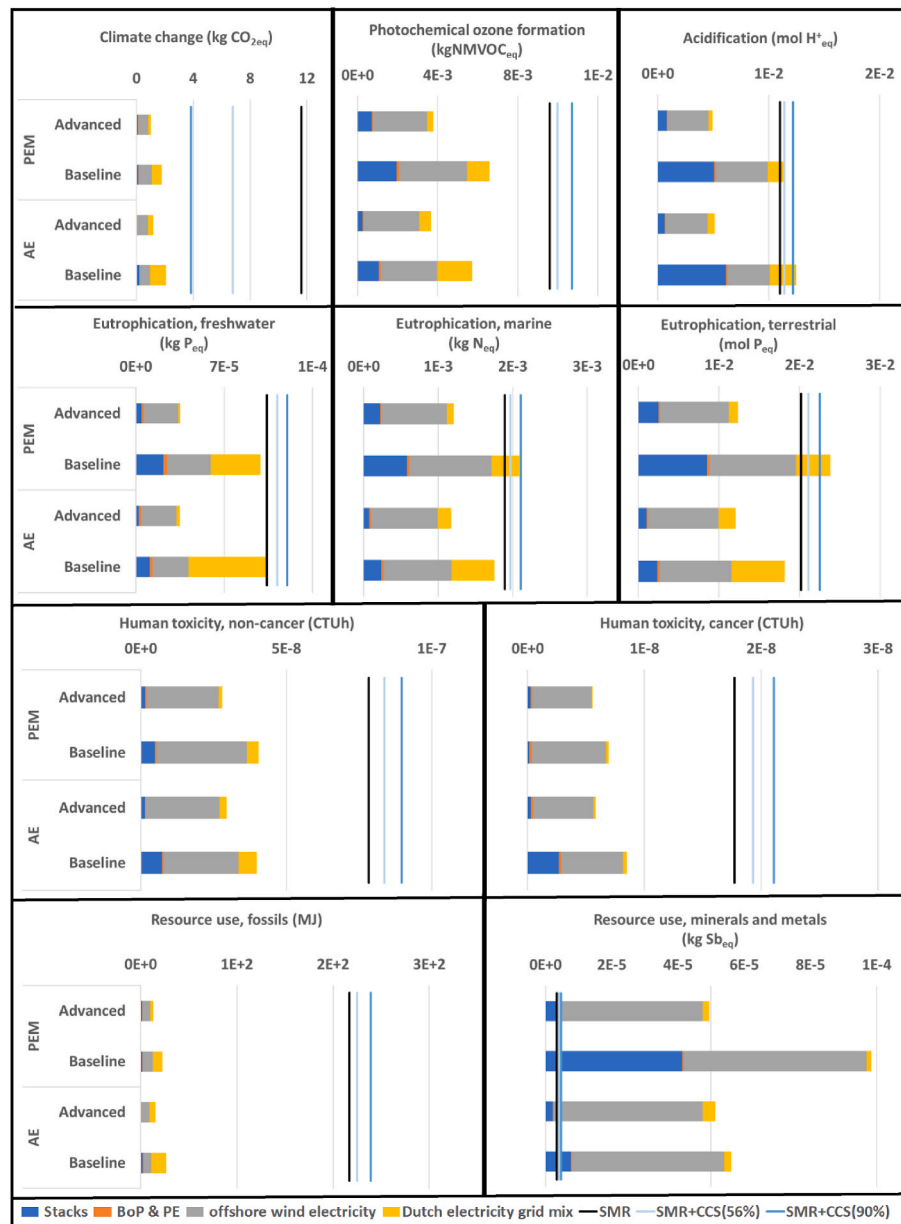 Climate change (kg CO2eq)
0 4 8 12
PEM
Advanced
Baseline
AE
Advanced
Baseline
Photochemical ozone formation
(kgNMVOCeq)
0E+0 4E-3 8E-3 1E-2
Acidification (mol H+eq)
0E+0 1E-2 2E-2
Eutrophication, freshwater
(kg Peq)
0E+0 7E-5 1E-4
PEM
Advanced
Baseline
AE
Advanced
Baseline
Eutrophication, marine
(kg Neq)
0E+0 1E-3 2E-3 3E-3
Eutrophication, terrestrial
(mol Peq)
0E+0 1E-2 2E-2 3E-2
Human toxicity, non-cancer (CTUh)
0E+0 5E-8 1E-7
PEM
Advanced
Baseline
AE
Advanced
Baseline
Human toxicity, cancer (CTUh)
0E+0 1E-8 2E-8 3E-8
Resource use, fossils (MJ)
0E+0 1E+2 2E+2 3E+2
PEM
Advanced
Baseline
AE
Advanced
Baseline
Resource use, minerals and metals
(kg Sbeq)
0E+0 2E-5 5E-5 6E-5 8E-5 1E-4
Stacks BoP & PE offshore wind electricity Dutch electricity grid mix SMR SMR+CCS(56%) SMR+CCS(90%)